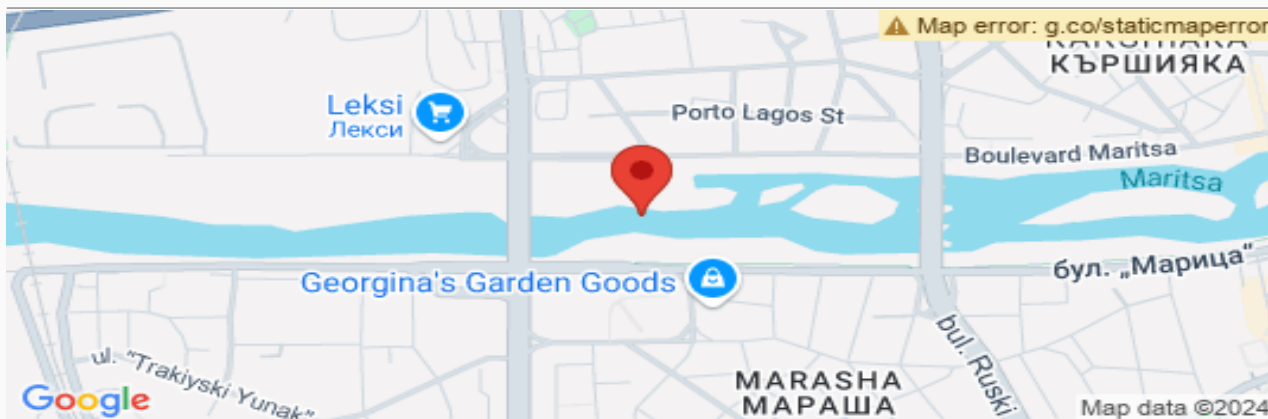 Map error: g.co/staticmaperror
КЪРШИЯКА
Leksi
Лекси
Porto Lagos St
Boulevard Maritsa
Maritsa
бул. „Марица“
Georgina's Garden Goods
bul. Ruski
ul. "Trakiyski Yunak"
MARASHA
МАРАША
Google
Map data ©2024